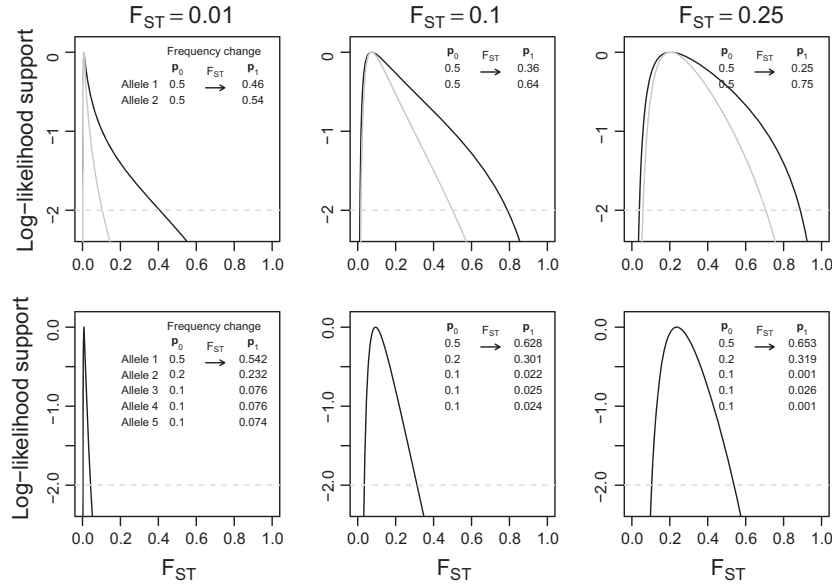 F_ST = 0.01 F_ST = 0.1 F_ST = 0.25
Log−likelihood support
0
−1
−2
Frequency change
p_0 F_ST p_1
Allele 1 0.5 → 0.46
Allele 2 0.5 0.54
0.0 0.2 0.4 0.6 0.8 1.0
0
−1
−2
p_0 F_ST p_1
0.5 → 0.36
0.5 0.64
0.0 0.2 0.4 0.6 0.8 1.0
0
−1
−2
p_0 F_ST p_1
0.5 → 0.25
0.5 0.75
0.0 0.2 0.4 0.6 0.8 1.0
Log−likelihood support
0.0
−1.0
−2.0
Frequency change
p_0 F_ST p_1
Allele 1 0.5 → 0.542
Allele 2 0.2 0.232
Allele 3 0.1 0.076
Allele 4 0.1 0.076
Allele 5 0.1 0.074
0.0 0.2 0.4 0.6 0.8 1.0
F_ST
0.0
−1.0
−2.0
p_0 F_ST p_1
0.5 → 0.628
0.2 0.301
0.1 0.022
0.1 0.025
0.1 0.024
0.0 0.2 0.4 0.6 0.8 1.0
F_ST
0.0
−1.0
−2.0
p_0 F_ST p_1
0.5 → 0.653
0.2 0.319
0.1 0.001
0.1 0.026
0.1 0.001
0.0 0.2 0.4 0.6 0.8 1.0
F_ST